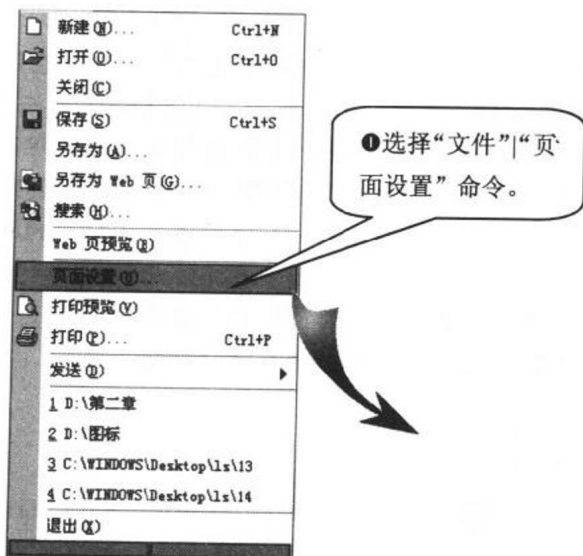 新建(N)... Ctrl+N
打开(O)... Ctrl+O
关闭(C)
保存(S) Ctrl+S
另存为(A)...
另存为 Web 页(G)...
搜索(H)...
Web 页预览(B)
页面设置(U)...
打印预览(V)
打印(P)... Ctrl+P
发送(D)
1 D:\第二章
2 D:\图标
3 C:\WINDOWS\Desktop\ls\13
4 C:\WINDOWS\Desktop\ls\14
退出(X)
❶选择“文件”|“页
面设置”命令。